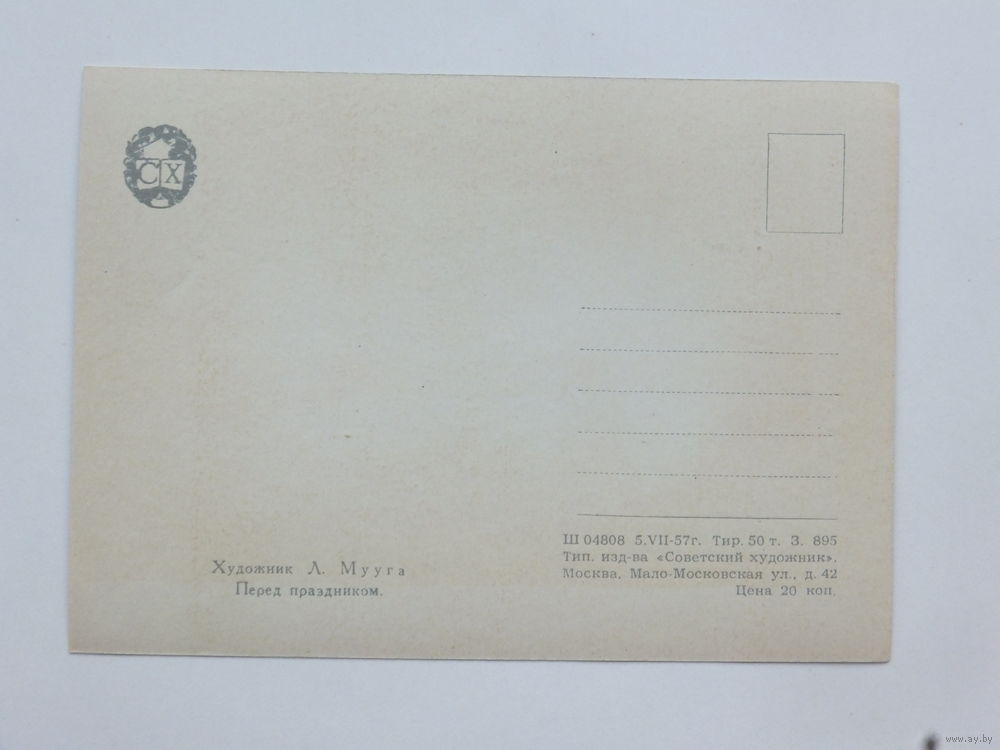 СХ
Художник Л. Мууга
Перед праздником.
Ш 04808 5.VII-57г. Тир. 50 т. З. 895
Тип. изд-ва «Советский художник».
Москва, Мало-Московская ул., д. 42
Цена 20 коп.
www.ay.by